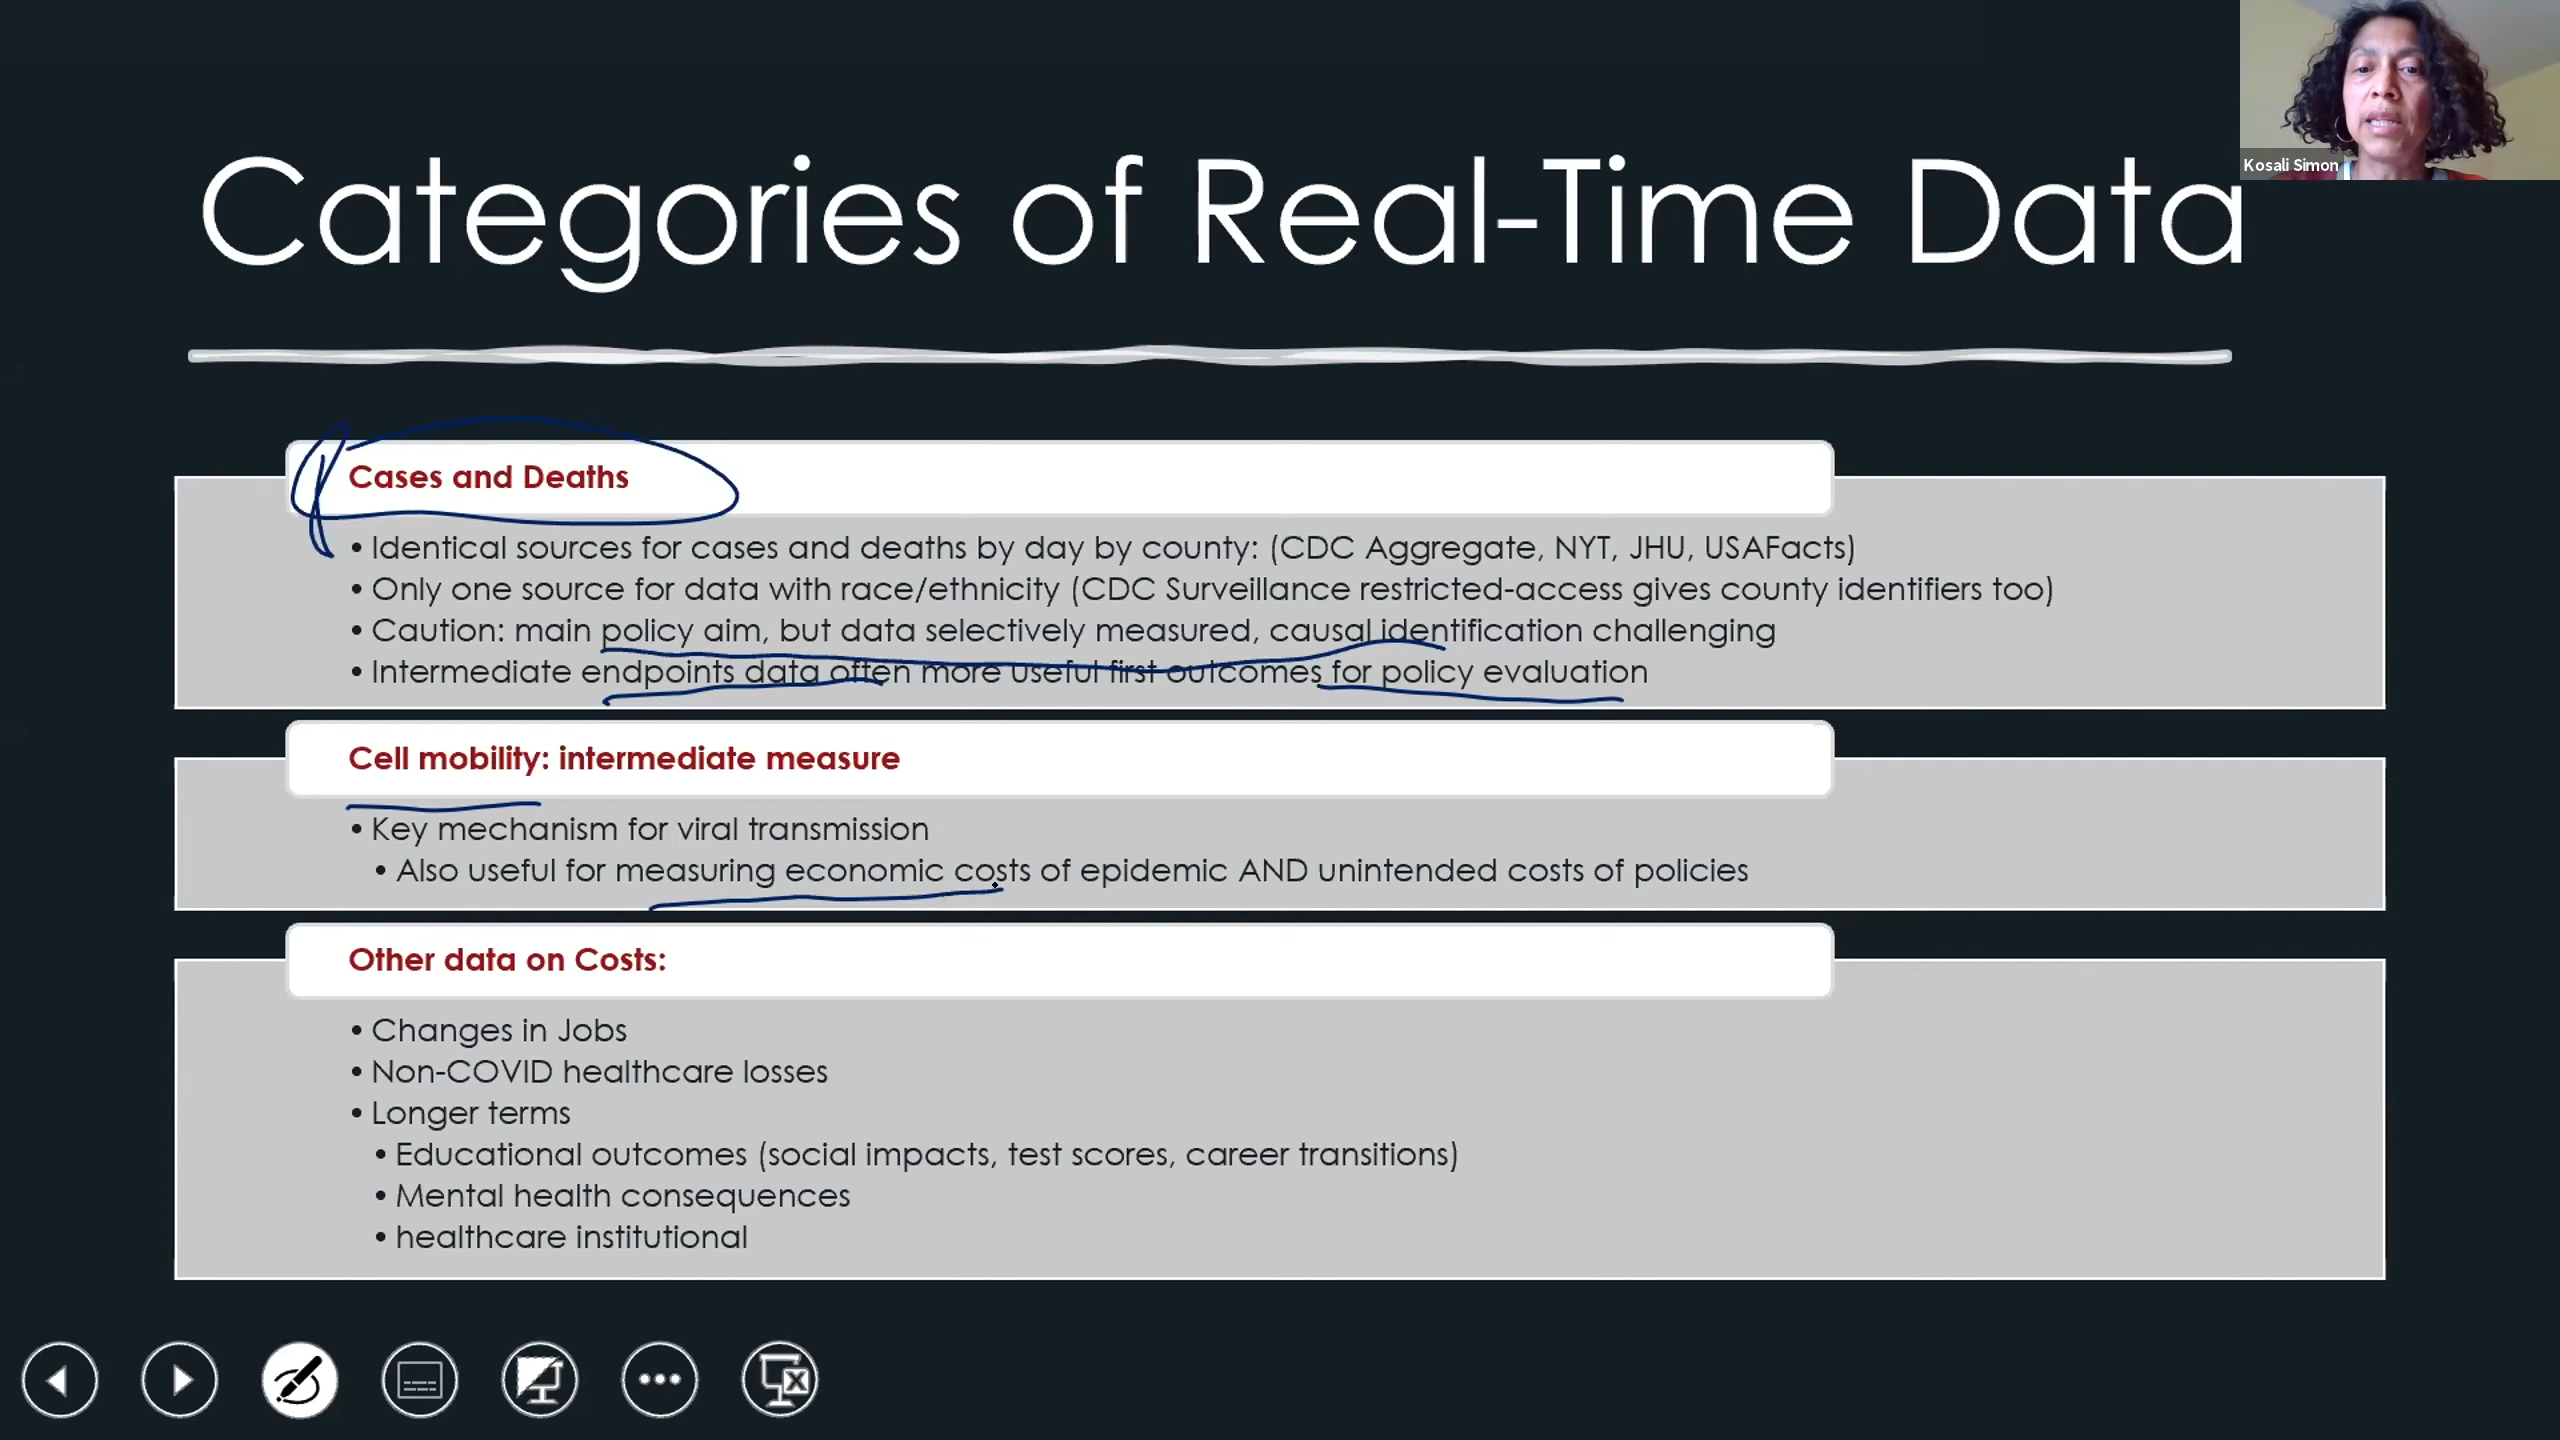 Kosali Simon
Categories of Real-Time Data
Cases and Deaths
• Identical sources for cases and deaths by day by county: (CDC Aggregate, NYT, JHU, USAFacts)
• Only one source for data with race/ethnicity (CDC Surveillance restricted-access gives county identifiers too)
• Caution: main policy aim, but data selectively measured, causal identification challenging
• Intermediate endpoints data often more useful first outcomes for policy evaluation
Cell mobility: intermediate measure
• Key mechanism for viral transmission
• Also useful for measuring economic costs of epidemic AND unintended costs of policies
Other data on Costs:
• Changes in Jobs
• Non-COVID healthcare losses
• Longer terms
• Educational outcomes (social impacts, test scores, career transitions)
• Mental health consequences
• healthcare institutional